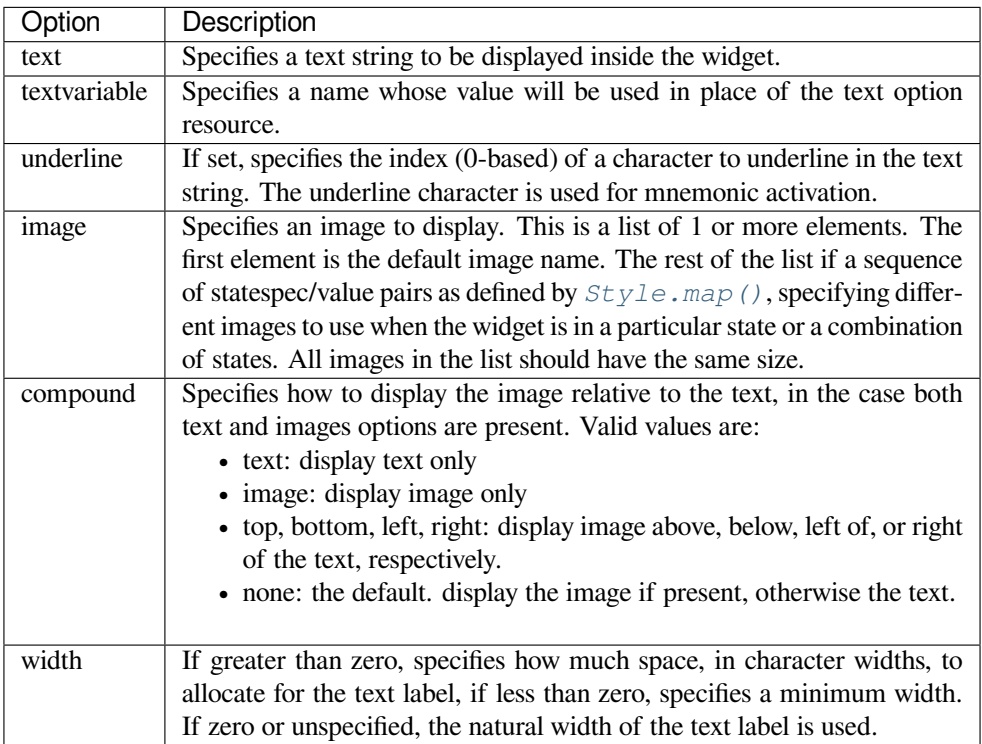 Option Description
text Specifies a text string to be displayed inside the widget.
textvariable Specifies a name whose value will be used in place of the text option
resource.
underline If set, specifies the index (0-based) of a character to underline in the text
string. The underline character is used for mnemonic activation.
image Specifies an image to display. This is a list of 1 or more elements. The
first element is the default image name. The rest of the list if a sequence
of statespec/value pairs as defined by Style.map(), specifying differ-
ent images to use when the widget is in a particular state or a combination
of states. All images in the list should have the same size.
compound Specifies how to display the image relative to the text, in the case both
text and images options are present. Valid values are:
• text: display text only
• image: display image only
• top, bottom, left, right: display image above, below, left of, or right
of the text, respectively.
• none: the default. display the image if present, otherwise the text.
width If greater than zero, specifies how much space, in character widths, to
allocate for the text label, if less than zero, specifies a minimum width.
If zero or unspecified, the natural width of the text label is used.